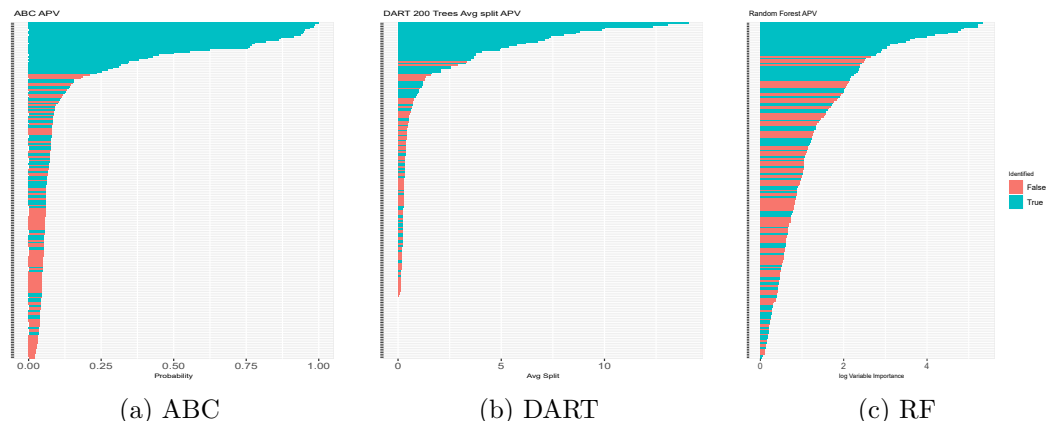 ABC APV
0.00 0.25 0.50 0.75 1.00
Probability
(a) ABC
DART 200 Trees Avg split APV
0 5 10
Avg Split
(b) DART
Random Forest APV
0 2 4
log Variable Importance
(c) RF
Identified
False
True